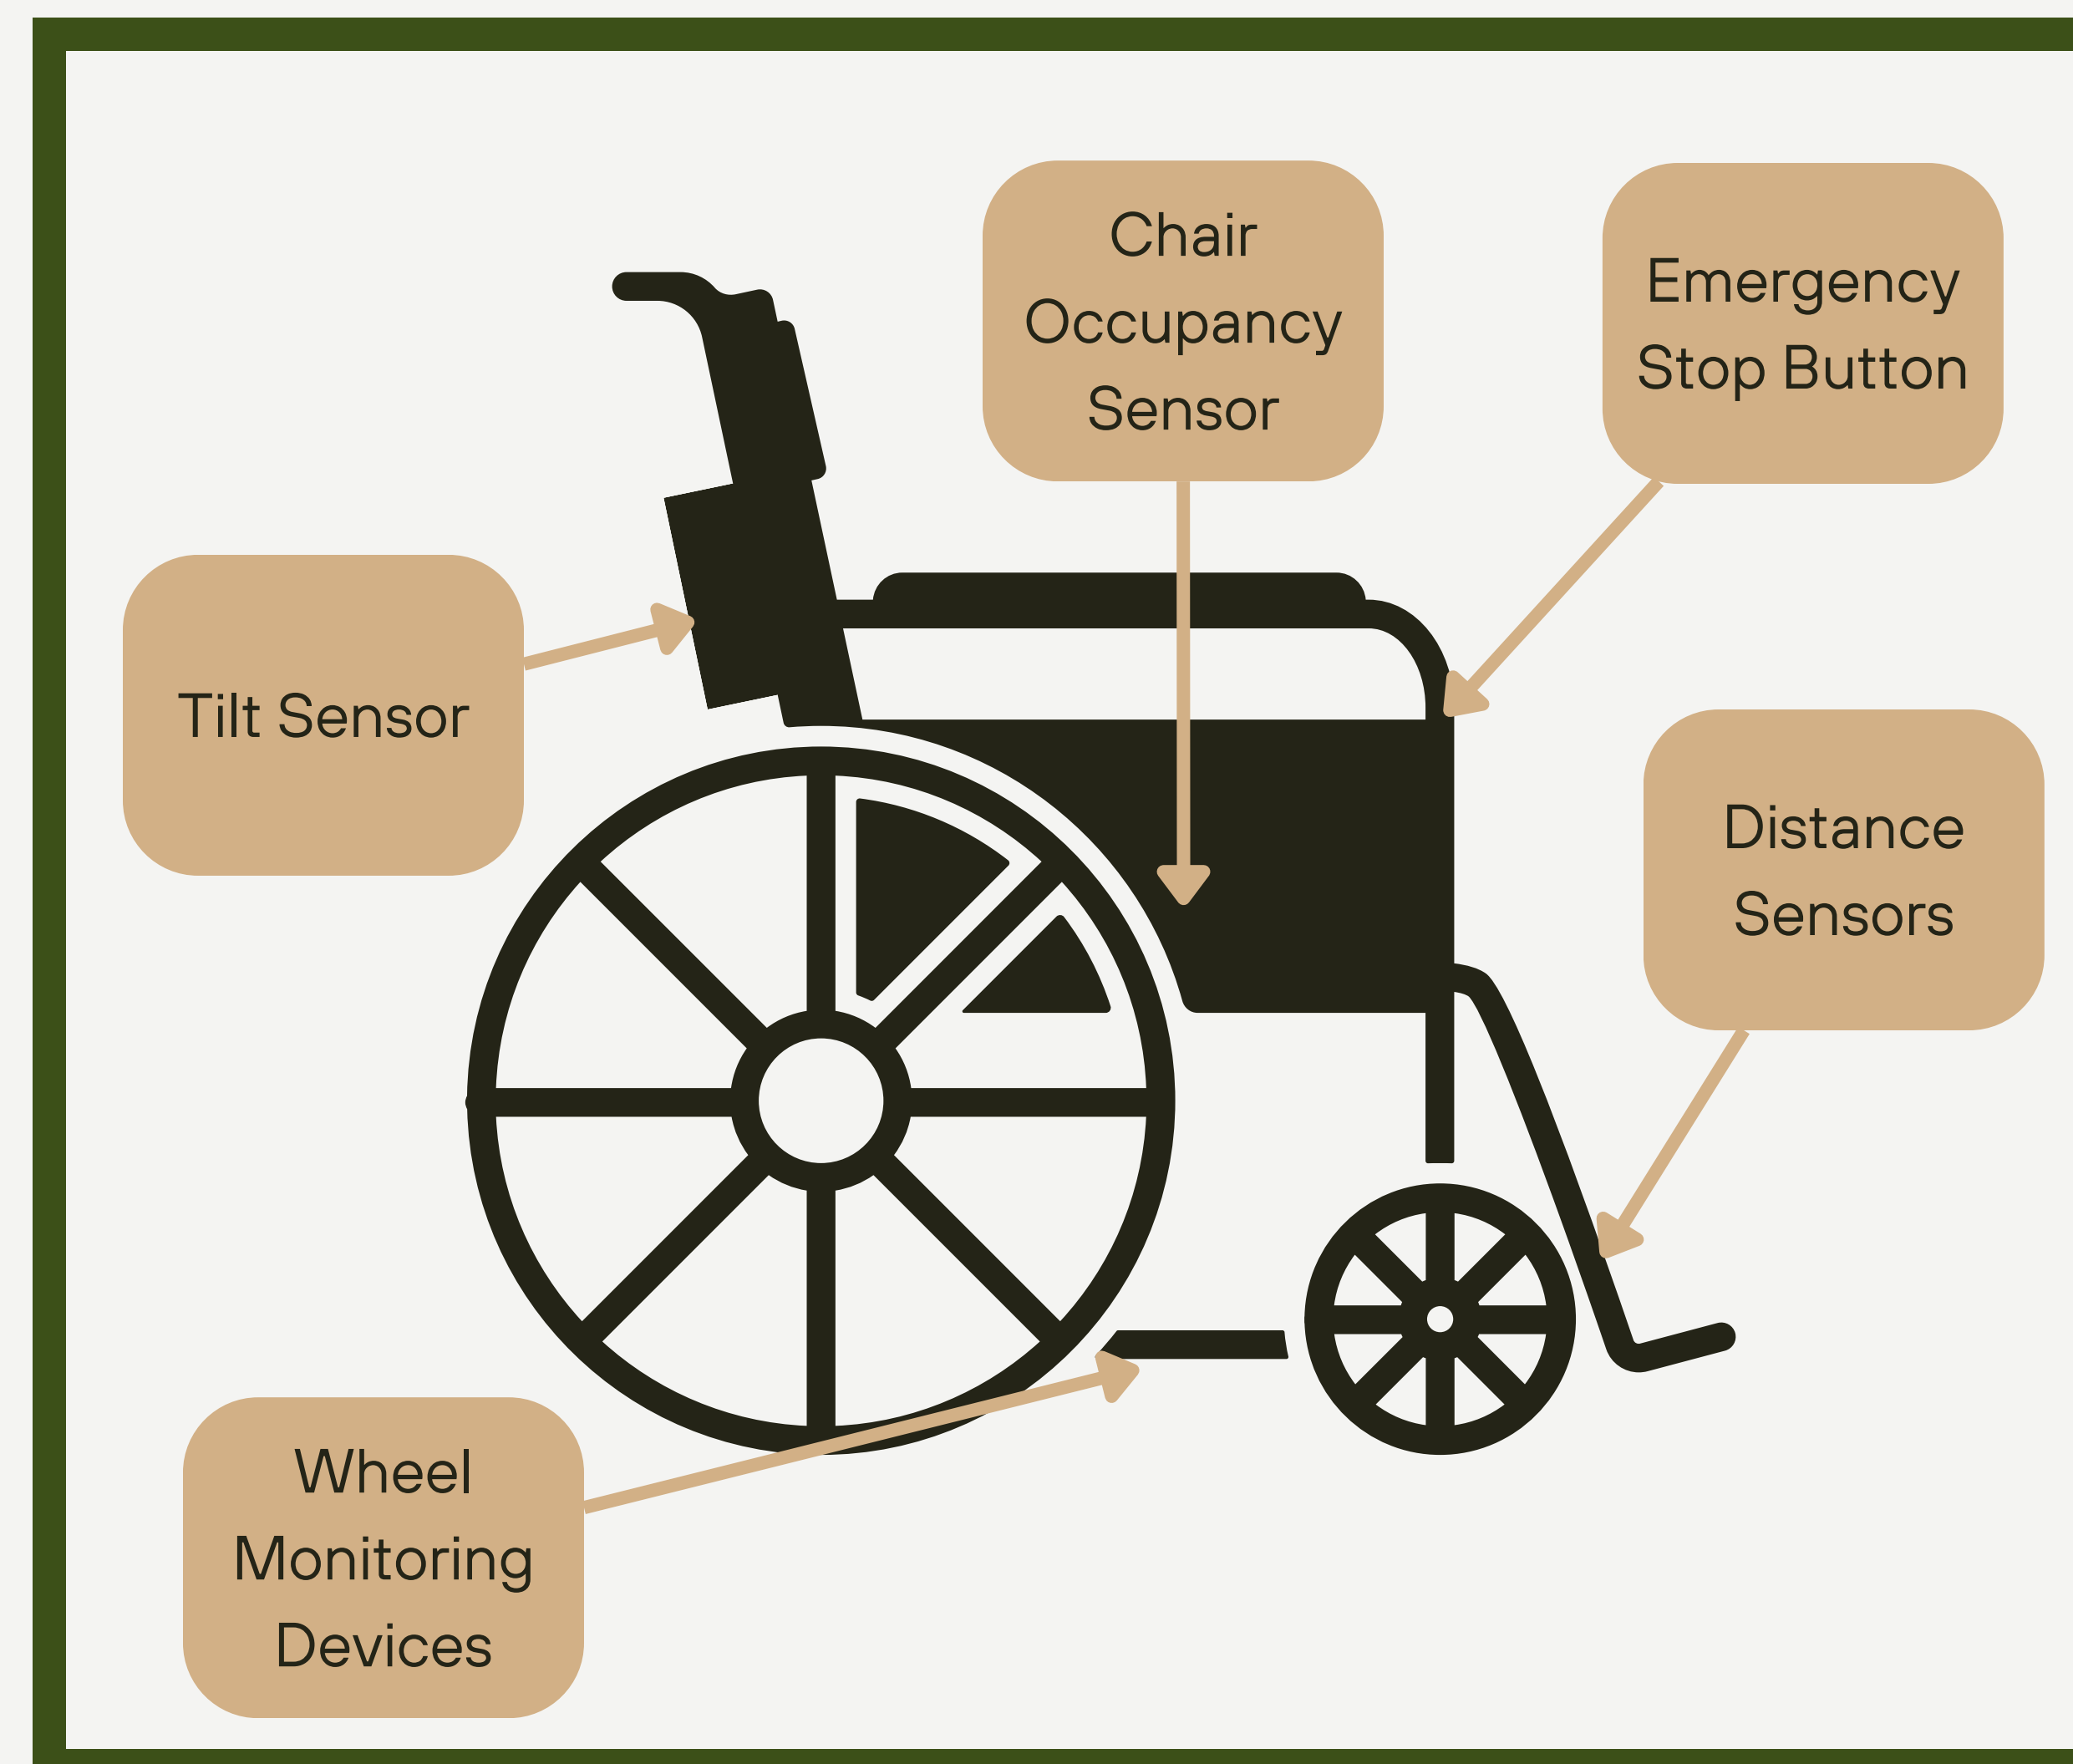 Chair
Occupancy
Sensor
Emergency
Stop Button
Tilt Sensor
Distance
Sensors
Wheel
Monitoring
Devices